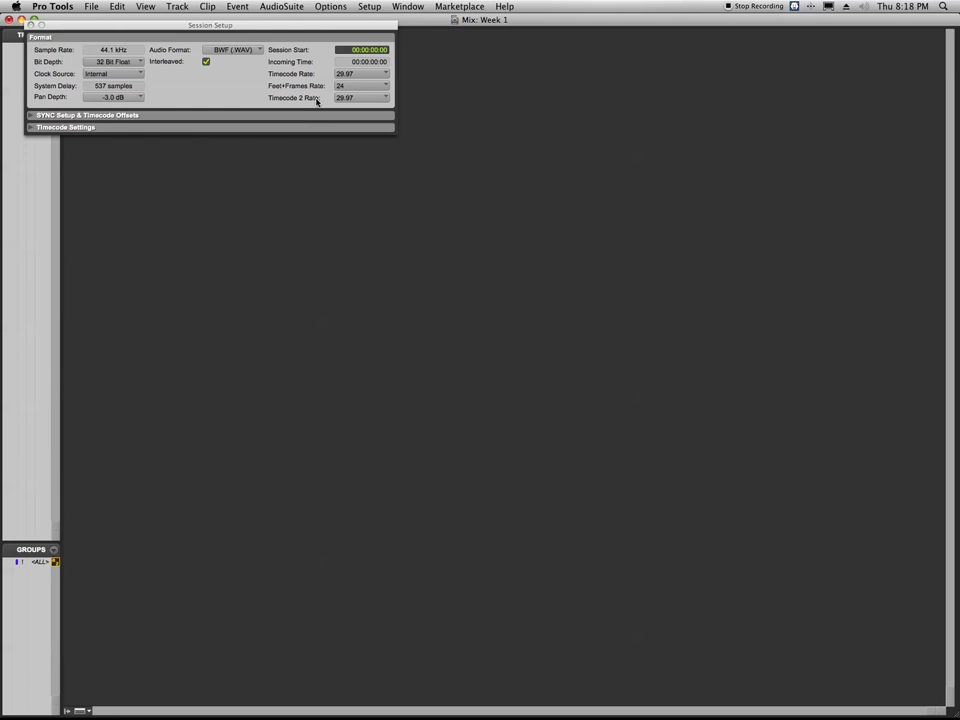 Pro Tools File Edit View Track Clip Event AudioSuite Options Setup Window Marketplace Help Stop Recording Thu 8:18 PM
Mix: Week 1
Session Setup
Format
Sample Rate: 44.1 kHz Audio Format: BWF (.WAV) Session Start: 00:00:00:00
Bit Depth: 32 Bit Float Interleaved: Incoming Time: 00:00:00:00
Clock Source: Internal Timecode Rate: 29.97
System Delay: 537 samples Feet+Frames Rate: 24
Pan Depth: -3.0 dB Timecode 2 Rate: 29.97
SYNC Setup & Timecode Offsets
Timecode Settings
GROUPS
1 <ALL>